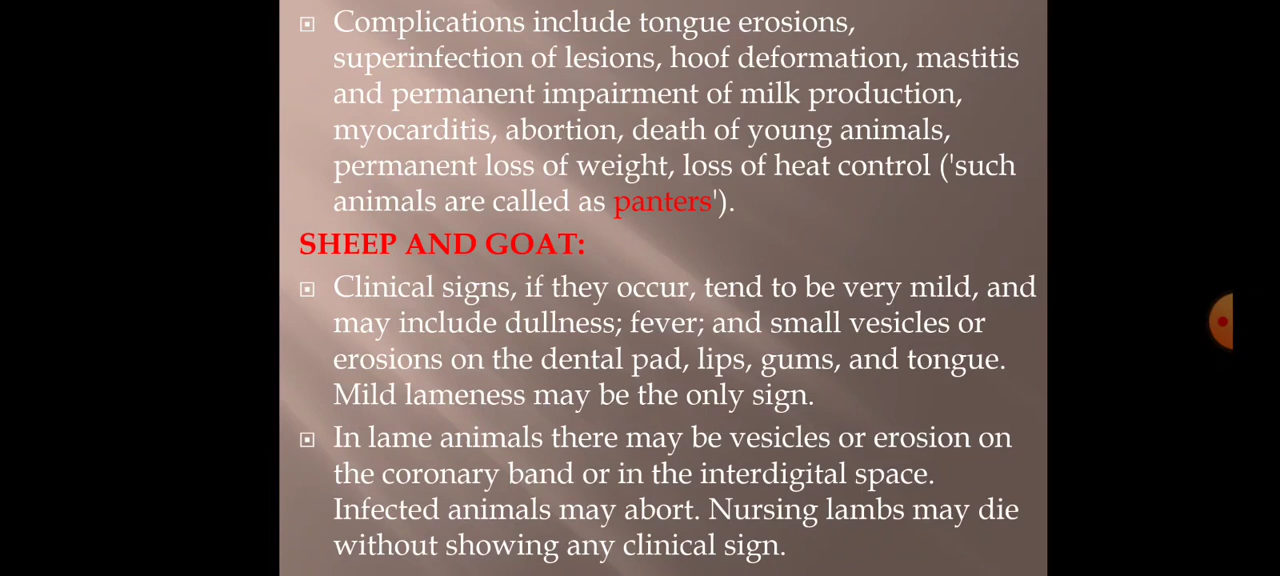 Complications include tongue erosions,
superinfection of lesions, hoof deformation, mastitis
and permanent impairment of milk production,
myocarditis, abortion, death of young animals,
permanent loss of weight, loss of heat control ('such
animals are called as panters').
SHEEP AND GOAT:
Clinical signs, if they occur, tend to be very mild, and
may include dullness; fever; and small vesicles or
erosions on the dental pad, lips, gums, and tongue.
Mild lameness may be the only sign.
In lame animals there may be vesicles or erosion on
the coronary band or in the interdigital space.
Infected animals may abort. Nursing lambs may die
without showing any clinical sign.